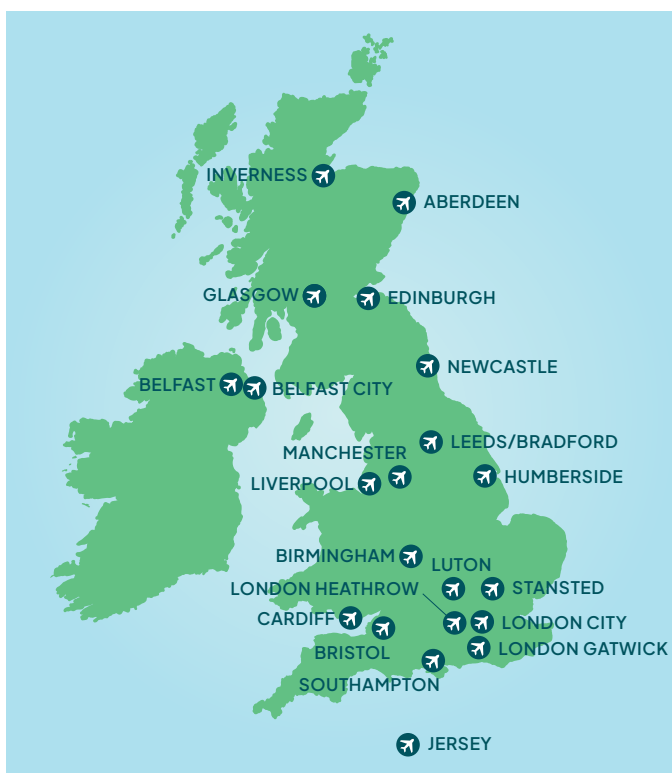 INVERNESS
ABERDEEN
GLASGOW
EDINBURGH
NEWCASTLE
BELFAST
BELFAST CITY
LEEDS/BRADFORD
MANCHESTER
LIVERPOOL
HUMBERSIDE
BIRMINGHAM
LUTON
LONDON HEATHROW
STANSTED
CARDIFF
LONDON CITY
BRISTOL
LONDON GATWICK
SOUTHAMPTON
JERSEY